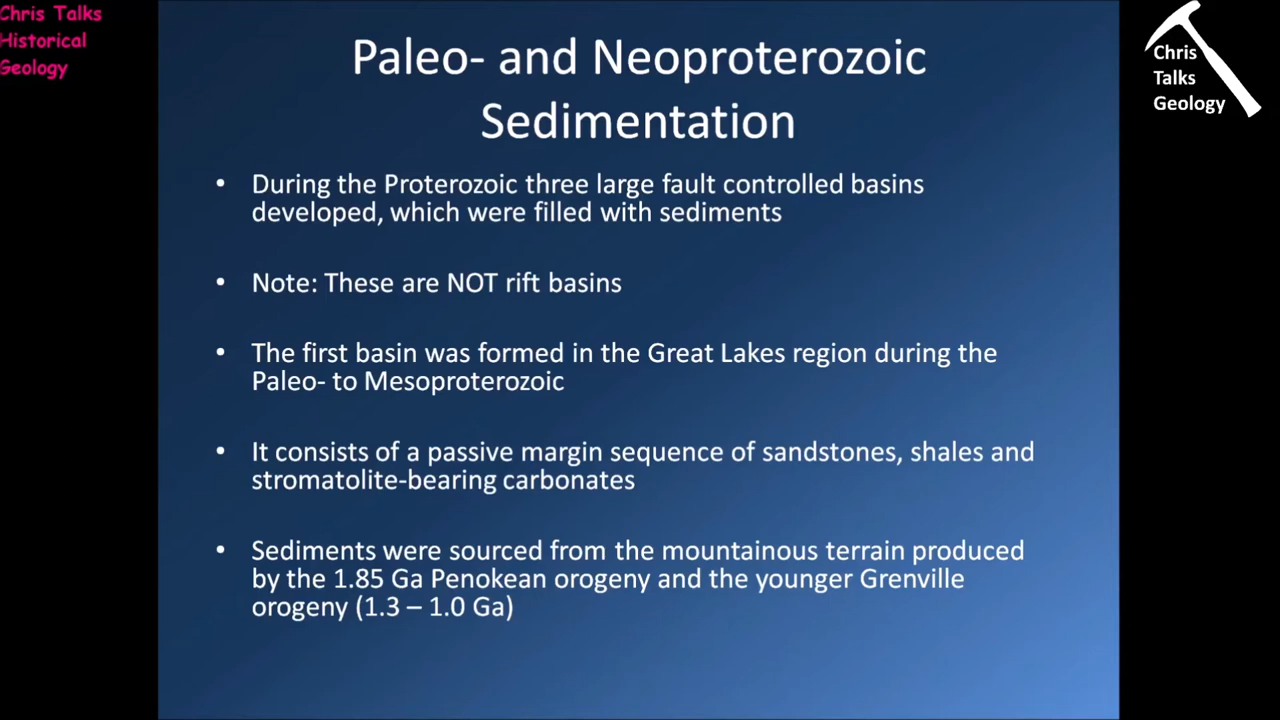 Chris Talks
Historical
Geology
Chris
Talks
Geology
Paleo- and Neoproterozoic
Sedimentation
• During the Proterozoic three large fault controlled basins
developed, which were filled with sediments
• Note: These are NOT rift basins
• The first basin was formed in the Great Lakes region during the
Paleo- to Mesoproterozoic
• It consists of a passive margin sequence of sandstones, shales and
stromatolite-bearing carbonates
• Sediments were sourced from the mountainous terrain produced
by the 1.85 Ga Penokean orogeny and the younger Grenville
orogeny (1.3 – 1.0 Ga)